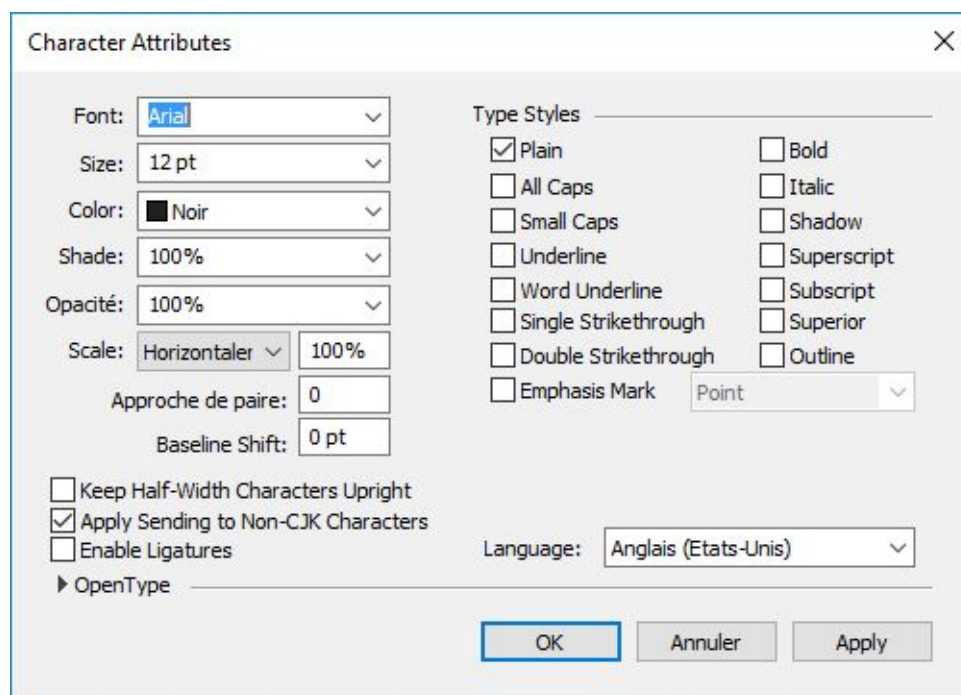 Character Attributes
Font: Arial
Size: 12 pt
Color: Noir
Shade: 100%
Opacité: 100%
Scale: Horizontaler 100%
Approche de paire: 0
Baseline Shift: 0 pt
Type Styles
Plain Bold
All Caps Italic
Small Caps Shadow
Underline Superscript
Word Underline Subscript
Single Strikethrough Superior
Double Strikethrough Outline
Emphasis Mark Point
Keep Half-Width Characters Upright
Apply Sending to Non-CJK Characters
Enable Ligatures
Language: Anglais (Etats-Unis)
OpenType
OK Annuler Apply